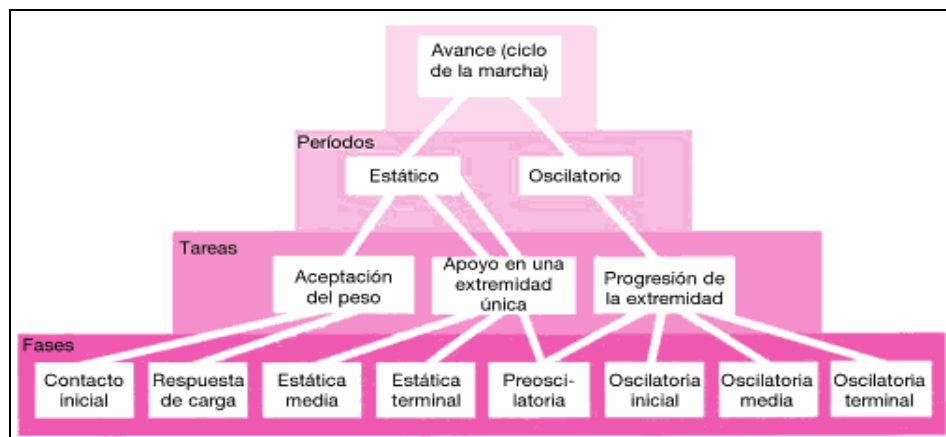 Avance (ciclo
de la marcha)
Períodos
Estático
Oscilatorio
Tareas
Aceptación
del peso
Apoyo en una
extremidad
única
Progresión de
la extremidad
Fases
Contacto
inicial
Respuesta
de carga
Estática
media
Estática
terminal
Preosci-
latoria
Oscilatoria
inicial
Oscilatoria
media
Oscilatoria
terminal